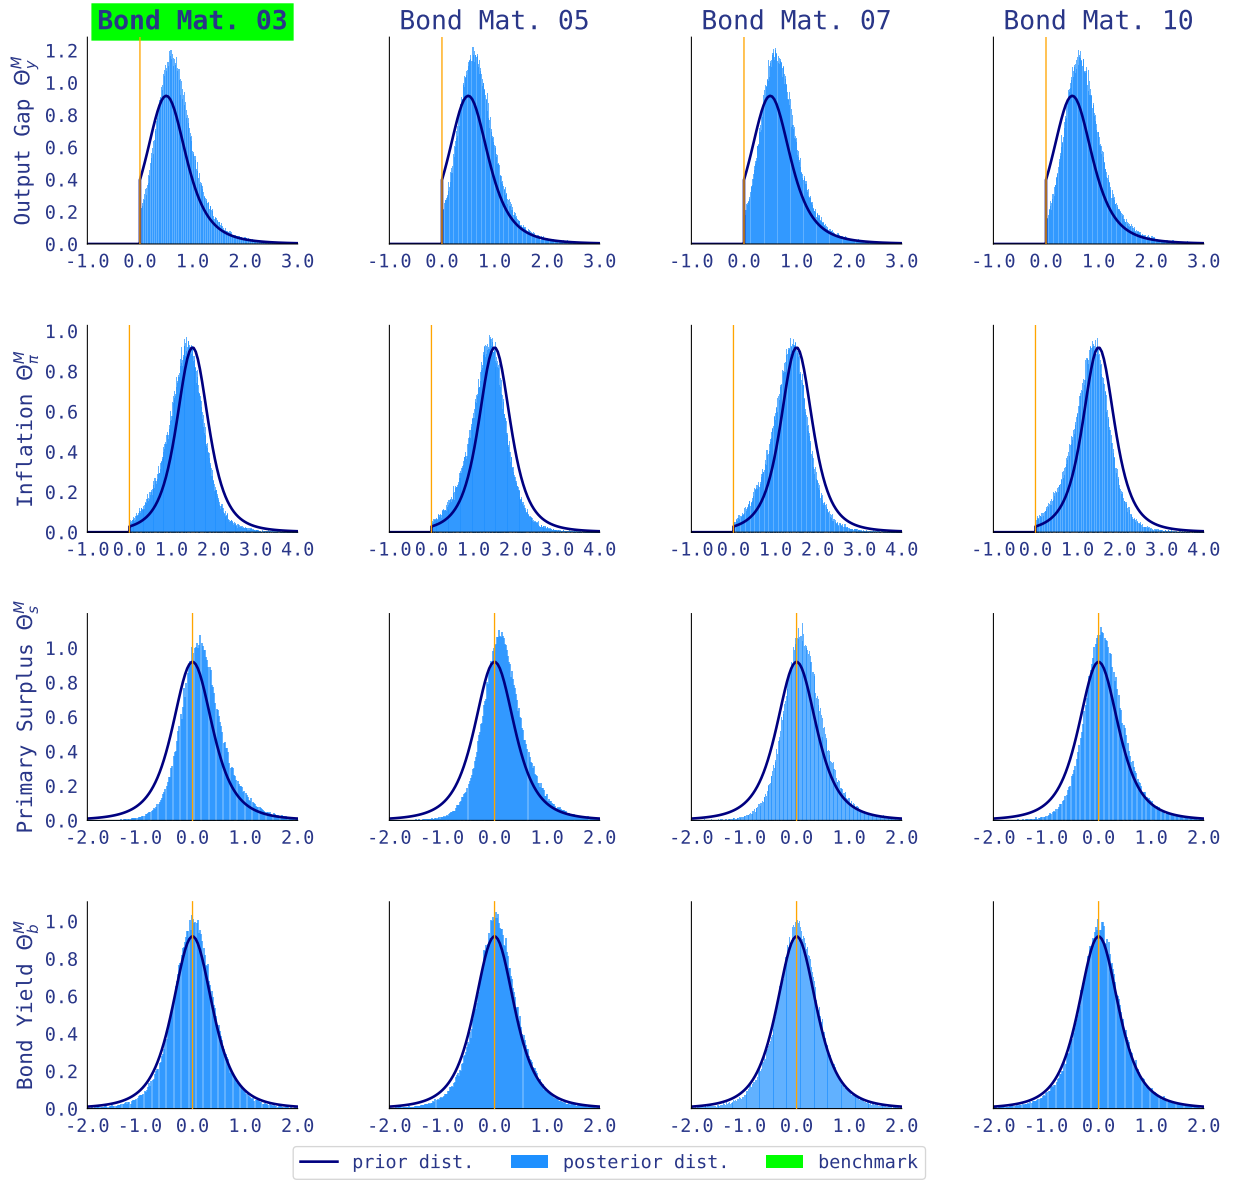 Bond Mat. 03 Bond Mat. 05 Bond Mat. 07 Bond Mat. 10
Output Gap Θ_y^M
1.2
1.0
0.8
0.6
0.4
0.2
0.0
-1.0 0.0 1.0 2.0 3.0 -1.0 0.0 1.0 2.0 3.0 -1.0 0.0 1.0 2.0 3.0 -1.0 0.0 1.0 2.0 3.0
Inflation Θ_π^M
1.0
0.8
0.6
0.4
0.2
0.0
-1.0 0.0 1.0 2.0 3.0 4.0 -1.0 0.0 1.0 2.0 3.0 4.0 -1.0 0.0 1.0 2.0 3.0 4.0 -1.0 0.0 1.0 2.0 3.0 4.0
Primary Surplus Θ_s^M
1.0
0.8
0.6
0.4
0.2
0.0
-2.0 -1.0 0.0 1.0 2.0 -2.0 -1.0 0.0 1.0 2.0 -2.0 -1.0 0.0 1.0 2.0 -2.0 -1.0 0.0 1.0 2.0
Bond Yield Θ_b^M
1.0
0.8
0.6
0.4
0.2
0.0
-2.0 -1.0 0.0 1.0 2.0 -2.0 -1.0 0.0 1.0 2.0 -2.0 -1.0 0.0 1.0 2.0 -2.0 -1.0 0.0 1.0 2.0
prior dist. posterior dist. benchmark